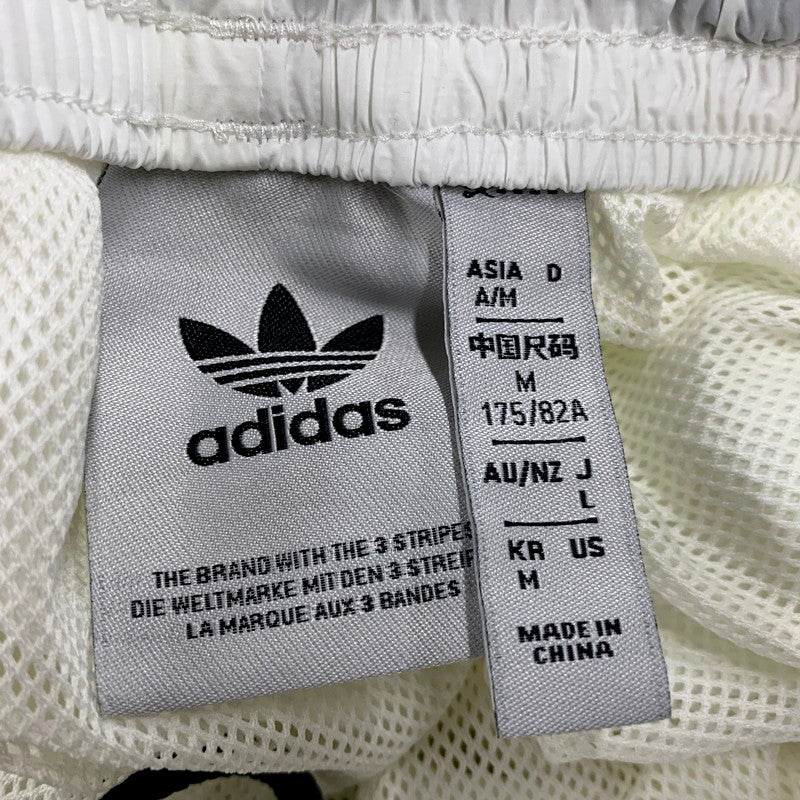 adidas
THE BRAND WITH THE 3 STRIPES
DIE WELTMARKE MIT DEN 3 STREIF
LA MARQUE AUX 3 BANDES
ASIA D
A/M
中国尺码
M
175/82A
AU/NZ J
L
KR US
M
MADE IN
CHINA